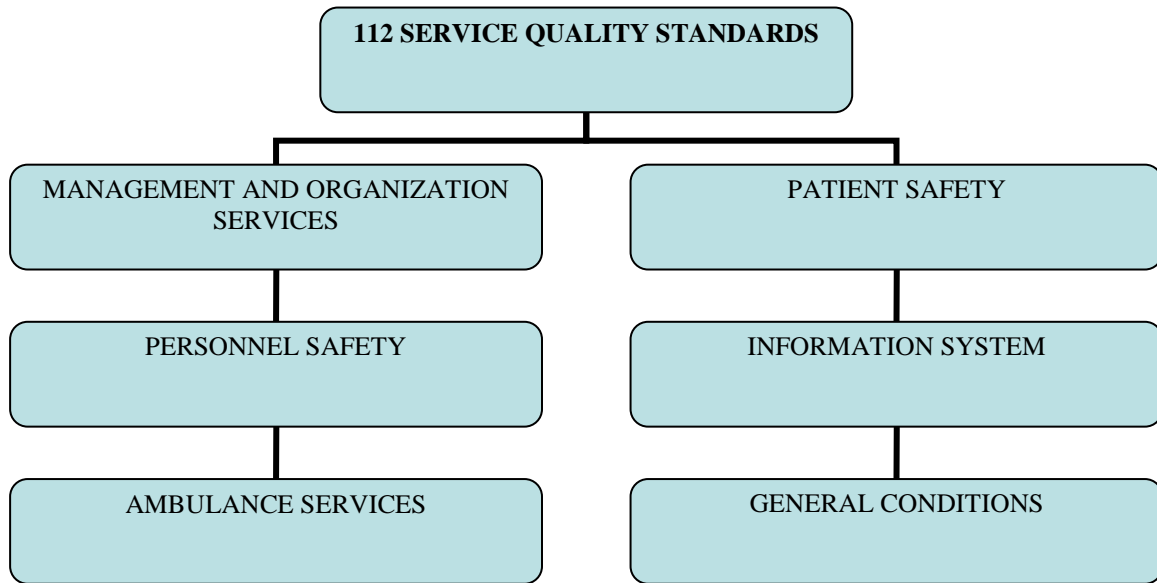 112 SERVICE QUALITY STANDARDS
MANAGEMENT AND ORGANIZATION
SERVICES
PATIENT SAFETY
PERSONNEL SAFETY
INFORMATION SYSTEM
AMBULANCE SERVICES
GENERAL CONDITIONS